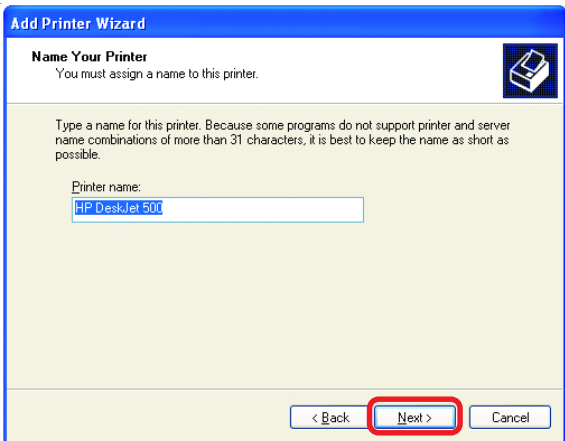 Add Printer Wizard
Name Your Printer
You must assign a name to this printer.
Type a name for this printer. Because some programs do not support printer and server
name combinations of more than 31 characters, it is best to keep the name as short as
possible.
Printer name:
HP DeskJet 500
< Back Next > Cancel